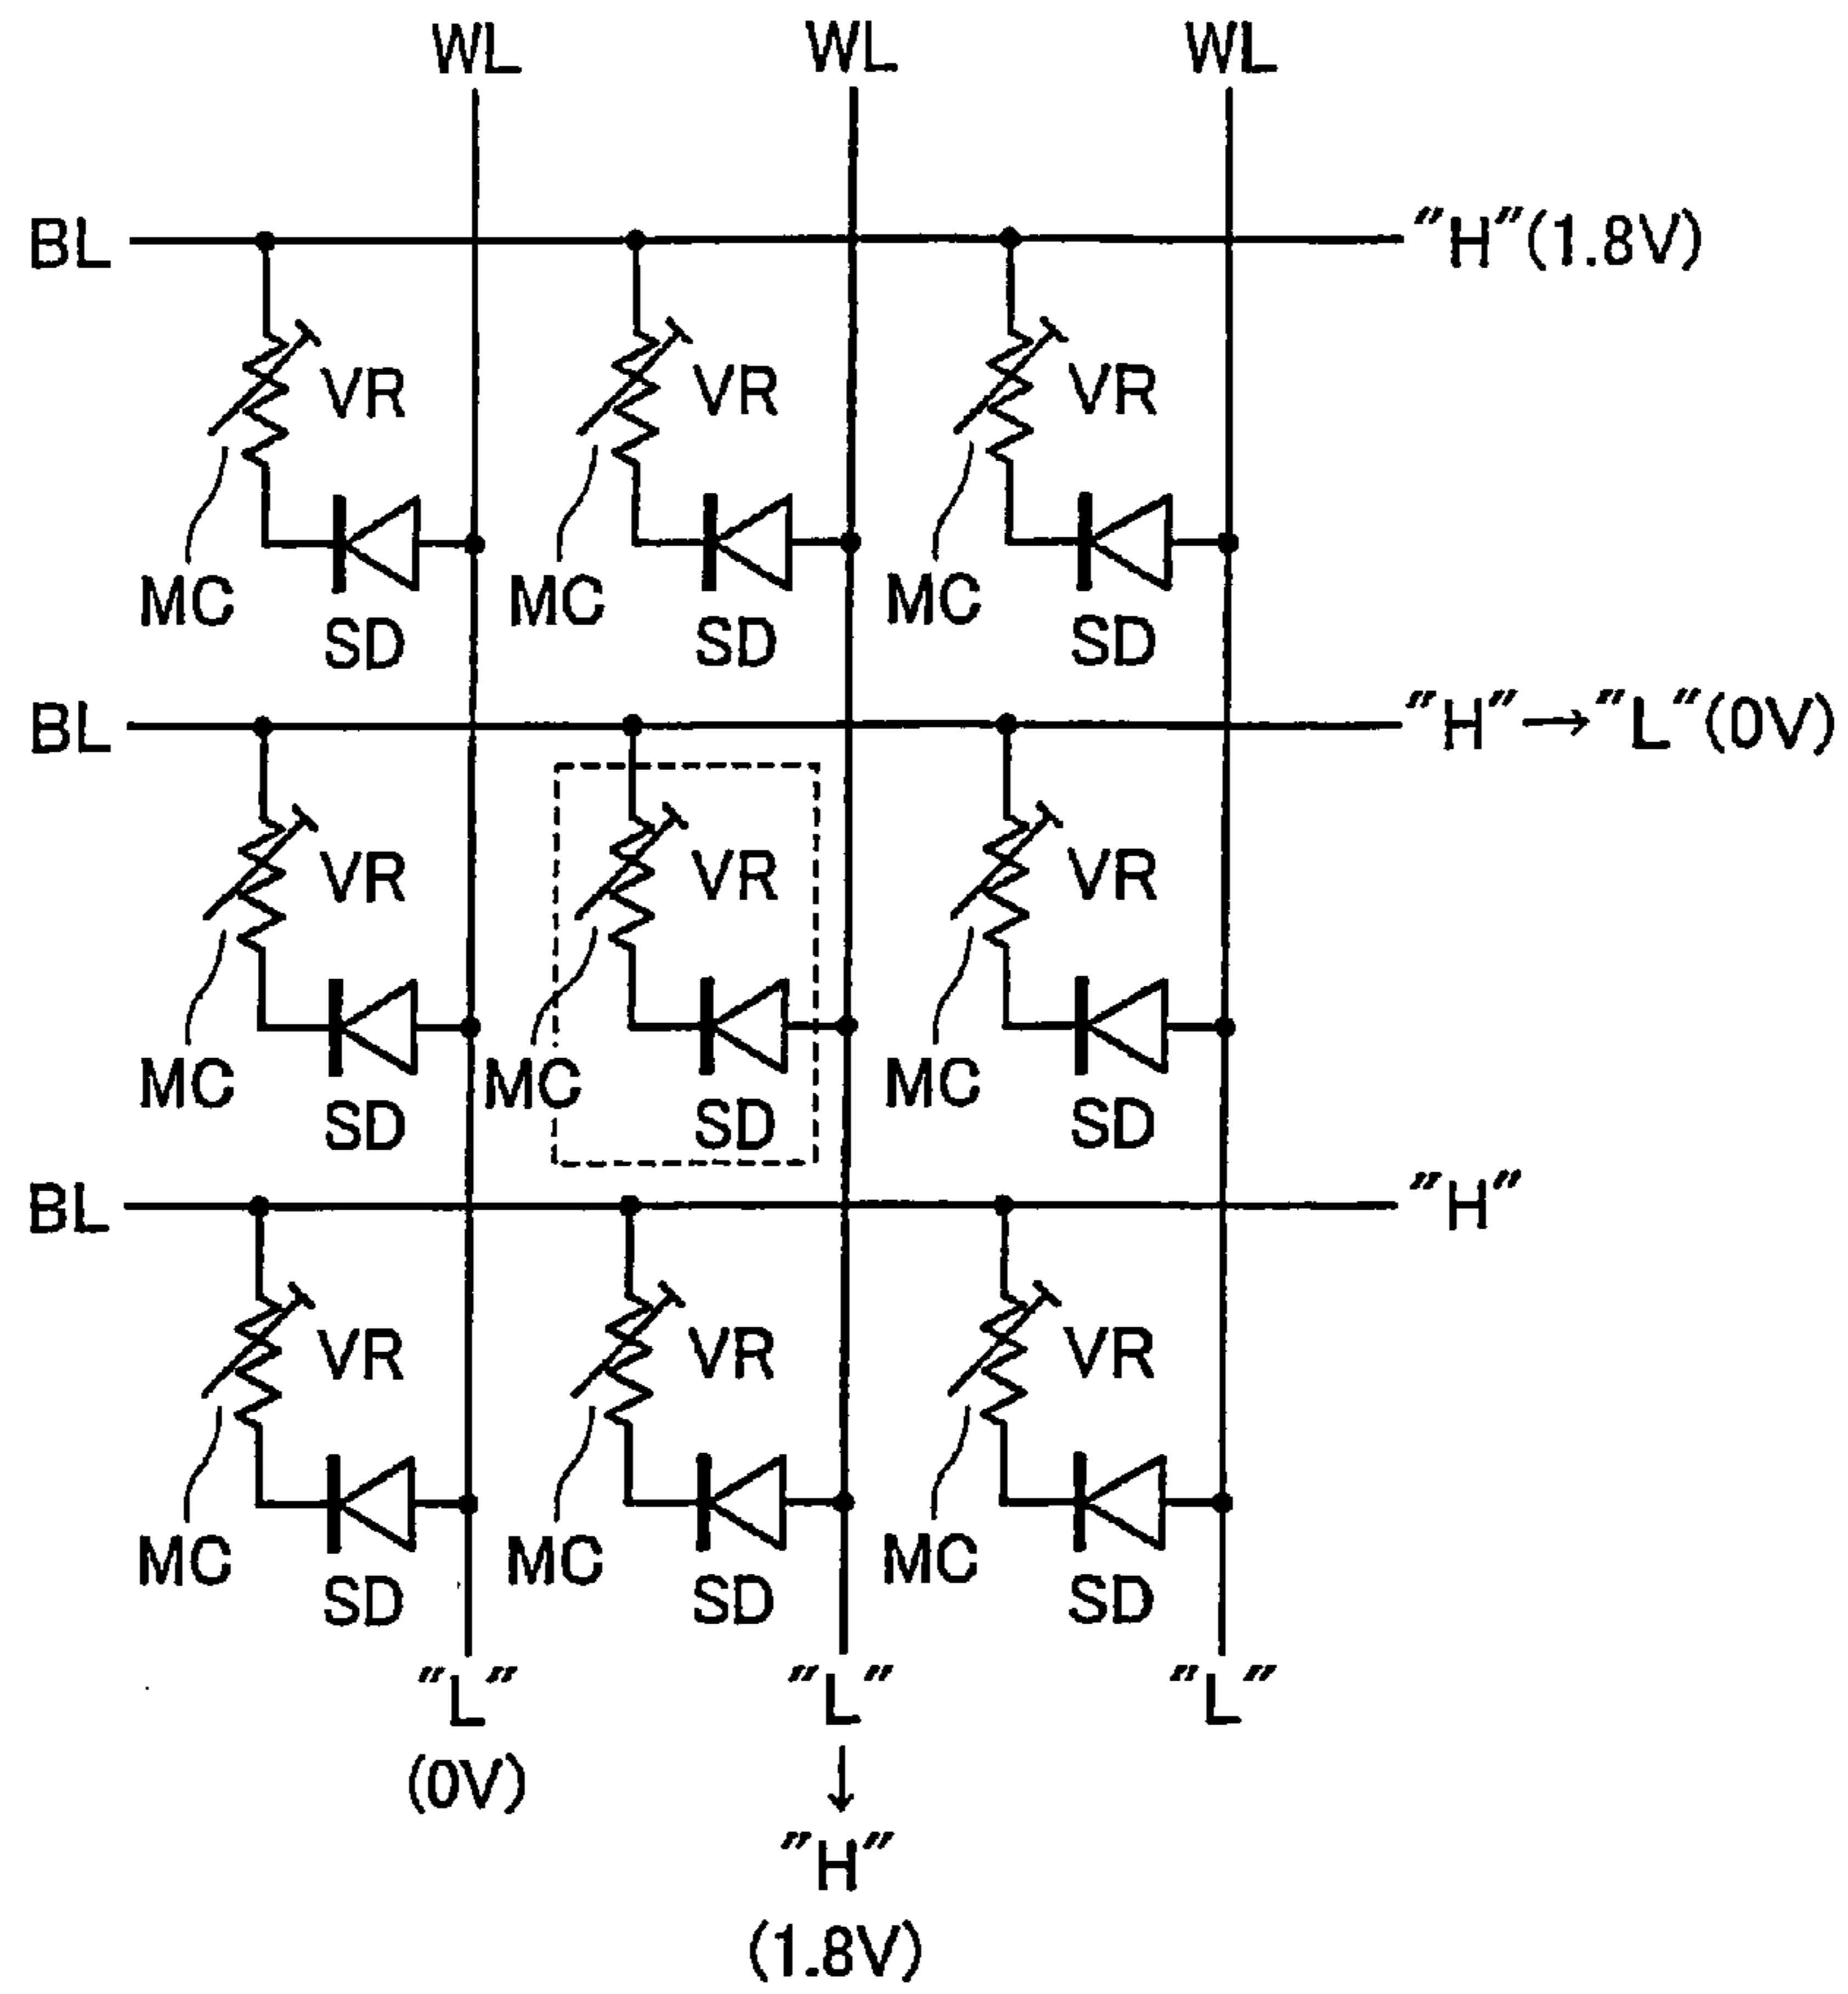 WL WL WL
BL "H"(1.8V)
VR VR VR
MC MC MC
SD SD SD
BL "H"→"L"(0V)
VR VR VR
MC MC MC
SD SD SD
BL "H"
VR VR VR
MC MC MC
SD SD SD
"L" "L" "L"
(0V) ↓
"H"
(1.8V)